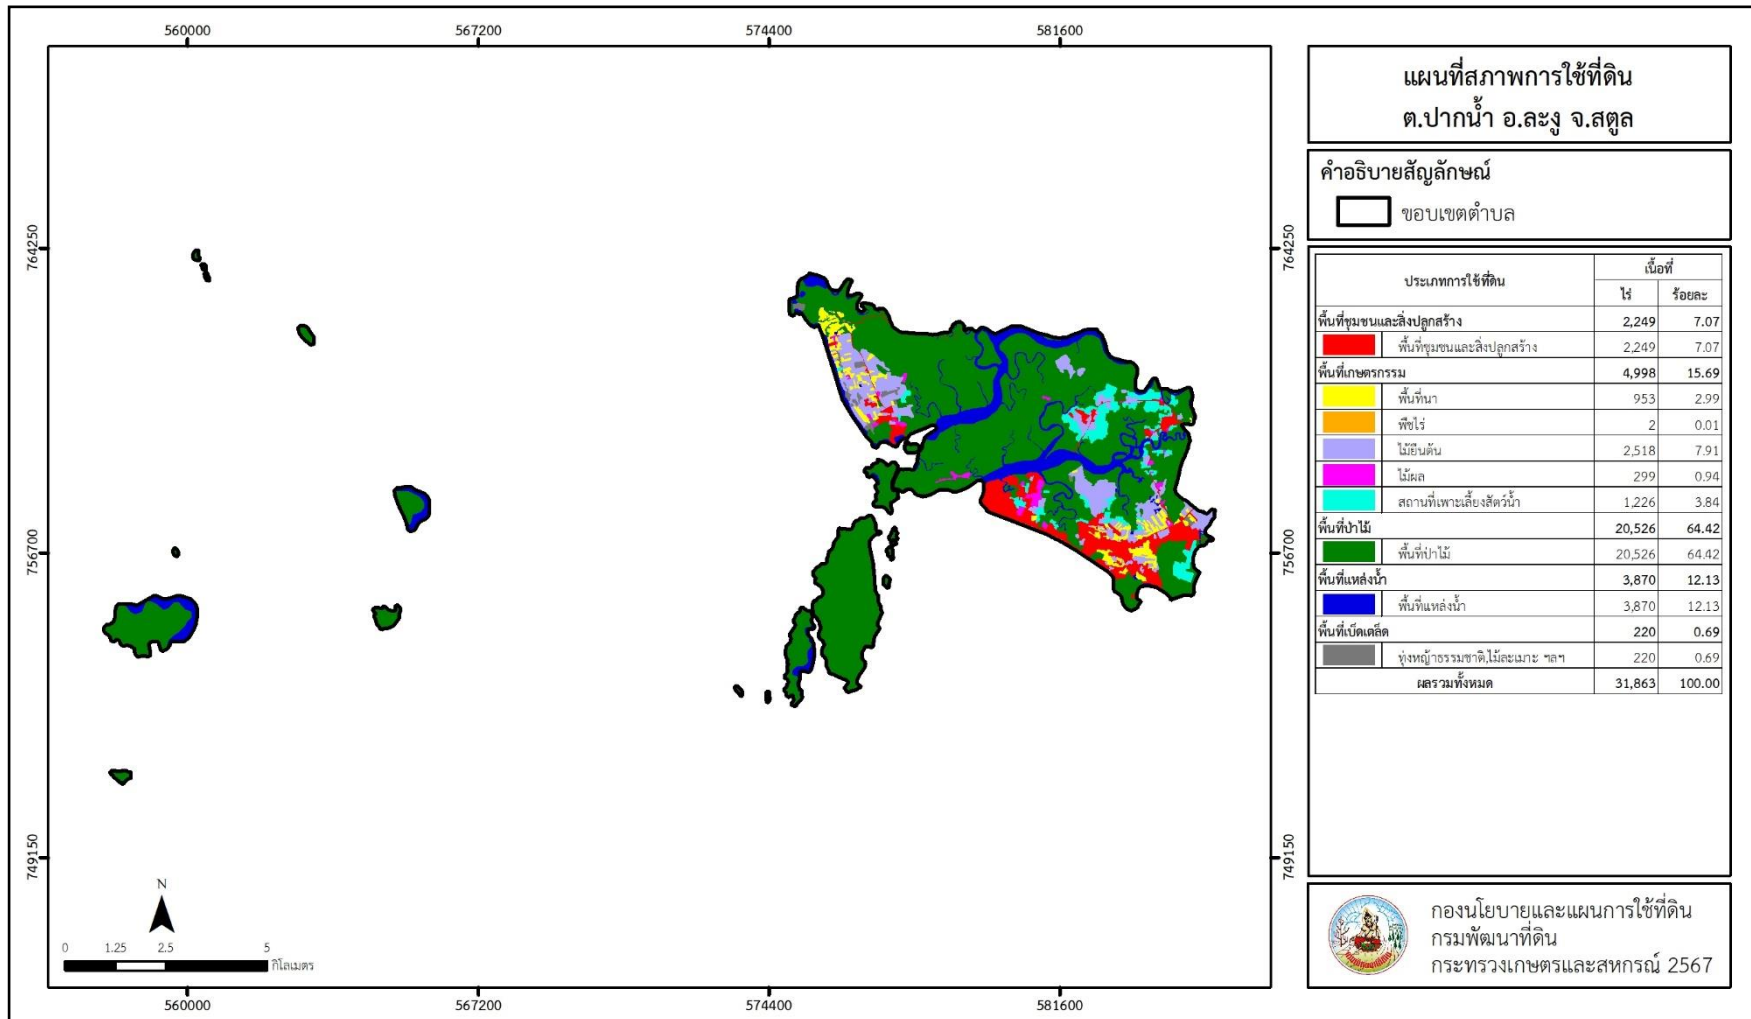 560000 567200 574400 581600
แผนที่สภาพการใช้ที่ดิน
ต.ปากน้ำ อ.ละงู จ.สตูล
คำอธิบายสัญลักษณ์
ขอบเขตตำบล
764250 764250
ประเภทการใช้ที่ดิน เนื้อที่
ไร่ ร้อยละ
พื้นที่ชุมชนและสิ่งปลูกสร้าง 2,249 7.07
พื้นที่ชุมชนและสิ่งปลูกสร้าง 2,249 7.07
พื้นที่เกษตรกรรม 4,998 15.69
พื้นที่นา 953 2.99
พืชไร่ 2 0.01
ไม้ยืนต้น 2,518 7.91
ไม้ผล 299 0.94
สถานที่เพาะเลี้ยงสัตว์น้ำ 1,226 3.84
พื้นที่ป่าไม้ 20,526 64.42
พื้นที่ป่าไม้ 20,526 64.42
พื้นที่แหล่งน้ำ 3,870 12.13
พื้นที่แหล่งน้ำ 3,870 12.13
พื้นที่เบ็ดเตล็ด 220 0.69
ทุ่งหญ้าธรรมชาติ,ไม้ละเมาะ ฯลฯ 220 0.69
ผลรวมทั้งหมด 31,863 100.00
756700 756700
749150 749150
N
0 1.25 2.5 5
กิโลเมตร
กองนโยบายและแผนการใช้ที่ดิน
กรมพัฒนาที่ดิน
กระทรวงเกษตรและสหกรณ์ 2567
560000 567200 574400 581600